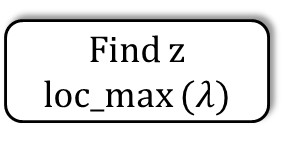 Find z
loc_max (λ)